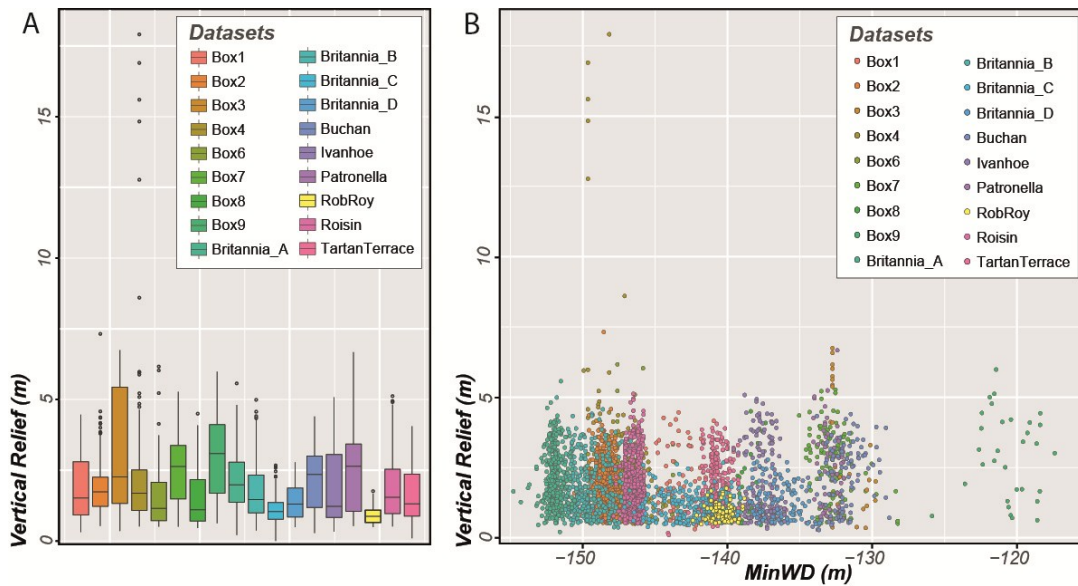 A
Datasets
Box1
Box2
Box3
Box4
Box6
Box7
Box8
Box9
Britannia_A
Britannia_B
Britannia_C
Britannia_D
Buchan
Ivanhoe
Patronella
RobRoy
Roisin
TartanTerrace
Vertical Relief (m)
15
10
5
0
B
Datasets
Box1
Box2
Box3
Box4
Box6
Box7
Box8
Box9
Britannia_A
Britannia_B
Britannia_C
Britannia_D
Buchan
Ivanhoe
Patronella
RobRoy
Roisin
TartanTerrace
Vertical Relief (m)
15
10
5
0
−150
−140
−130
−120
MinWD (m)